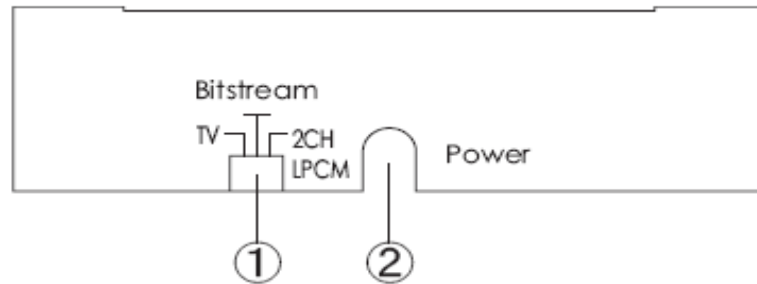 Bitstream
TV 2CH
LPCM
Power
① ②